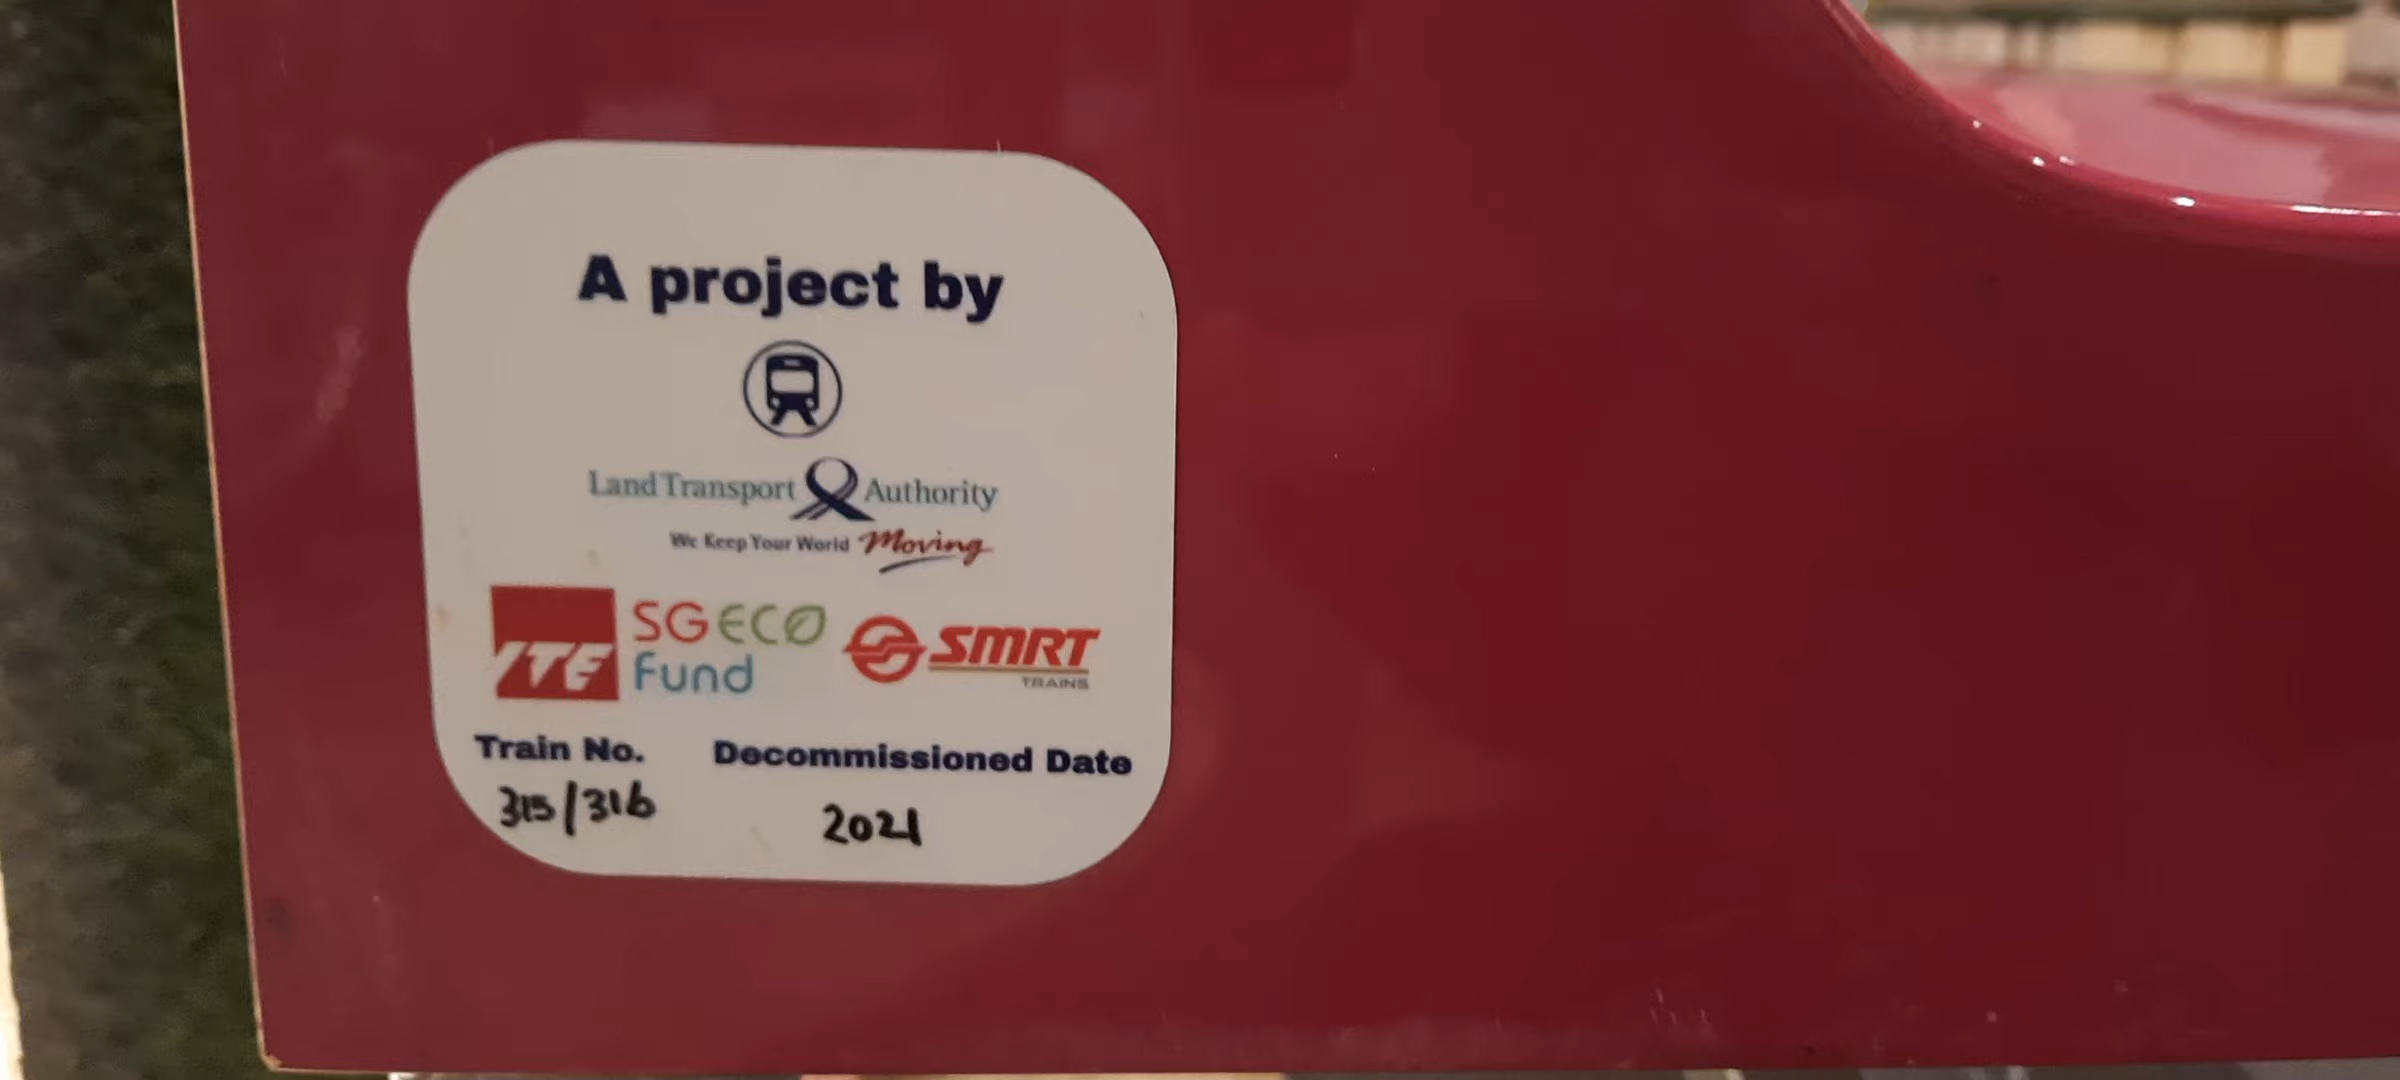 A project by
Land Transport Authority
We Keep Your World Moving
ITE SG ECO Fund SMRT TRAINS
Train No. Decommissioned Date
315/316 2021